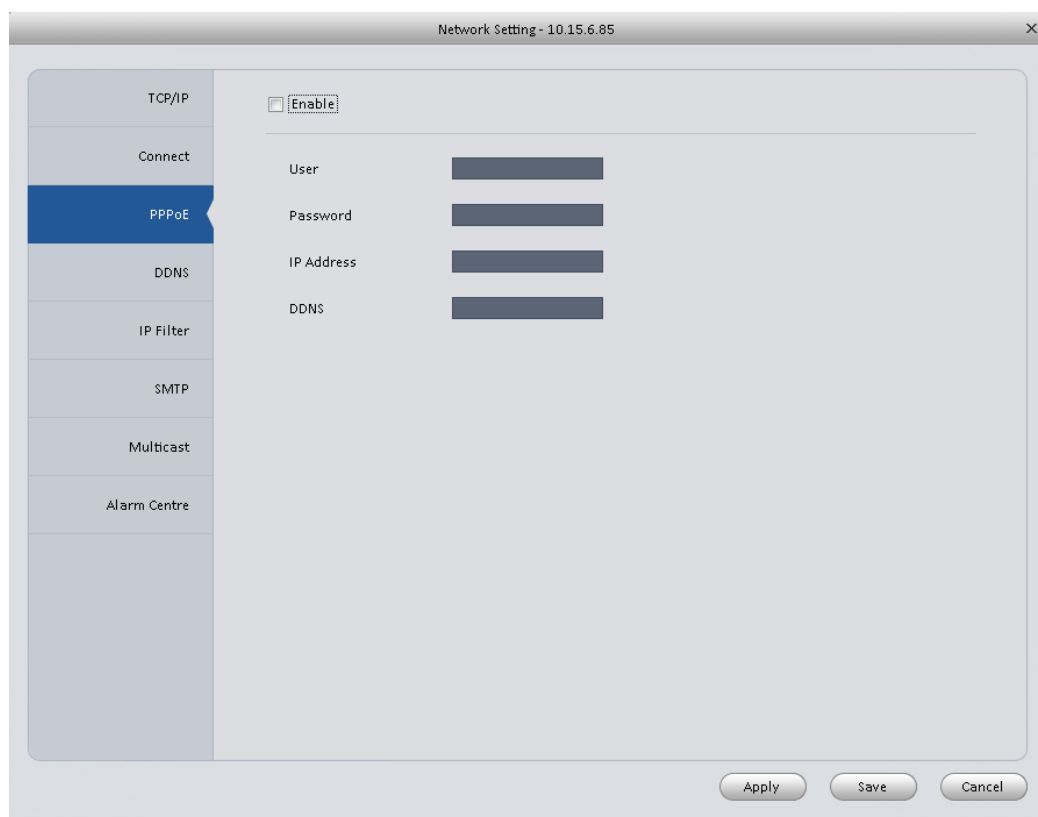 Network Setting - 10.15.6.85
TCP/IP
Connect
PPPoE
DDNS
IP Filter
SMTP
Multicast
Alarm Centre
Enable
User
Password
IP Address
DDNS
Apply
Save
Cancel